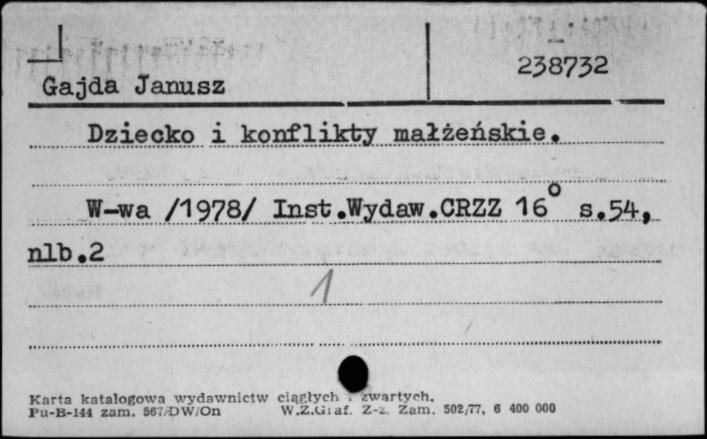 238732
Gajda Janusz
Dziecko i konflikty małżeńskie.
W-wa /1978/ Inst.Wydaw.CRZZ 16° s.54,
nlb.2
1
Karta katalogowa wydawnictw ciągłych i zwartych.
Pu-B-144 zam. 567/DW/On W.Z.Graf. Z-z. Zam. 502/77, 6 400 000